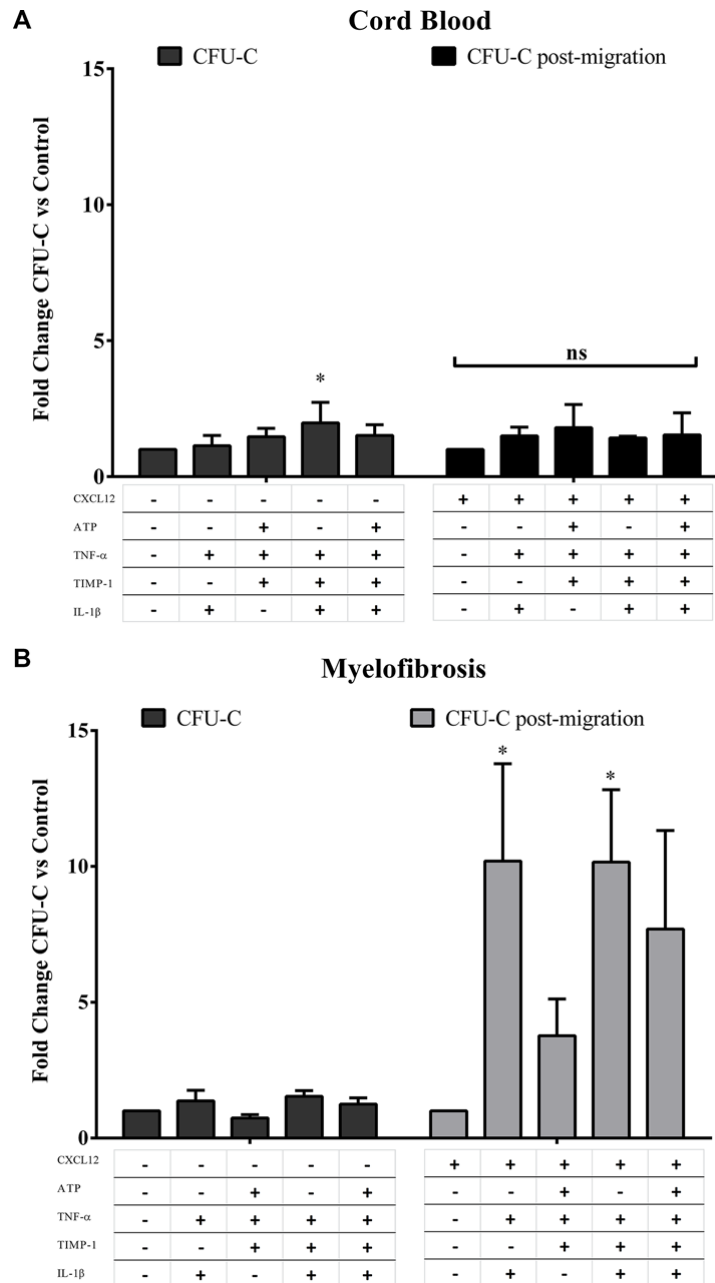 A
Cord Blood
CFU-C
CFU-C post-migration
Fold Change CFU-C vs Control
15
10
5
0
*
ns
CXCL12 - - - - - + + + + +
ATP - - + - + - - + - +
TNF-α - + + + + - + + + +
TIMP-1 - - + + + - - + + +
IL-1β - + - + + - + - + +
B
Myelofibrosis
CFU-C
CFU-C post-migration
Fold Change CFU-C vs Control
15
10
5
0
* *
CXCL12 - - - - - + + + + +
ATP - - + - + - - + - +
TNF-α - + + + + - + + + +
TIMP-1 - - + + + - - + + +
IL-1β - + - + + - + - + +